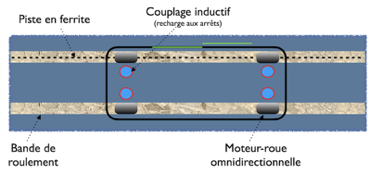 Couplage inductif
(recharge aux arrêts)
Piste en ferrite
Bande de
roulement
Moteur-roue
omnidirectionnelle